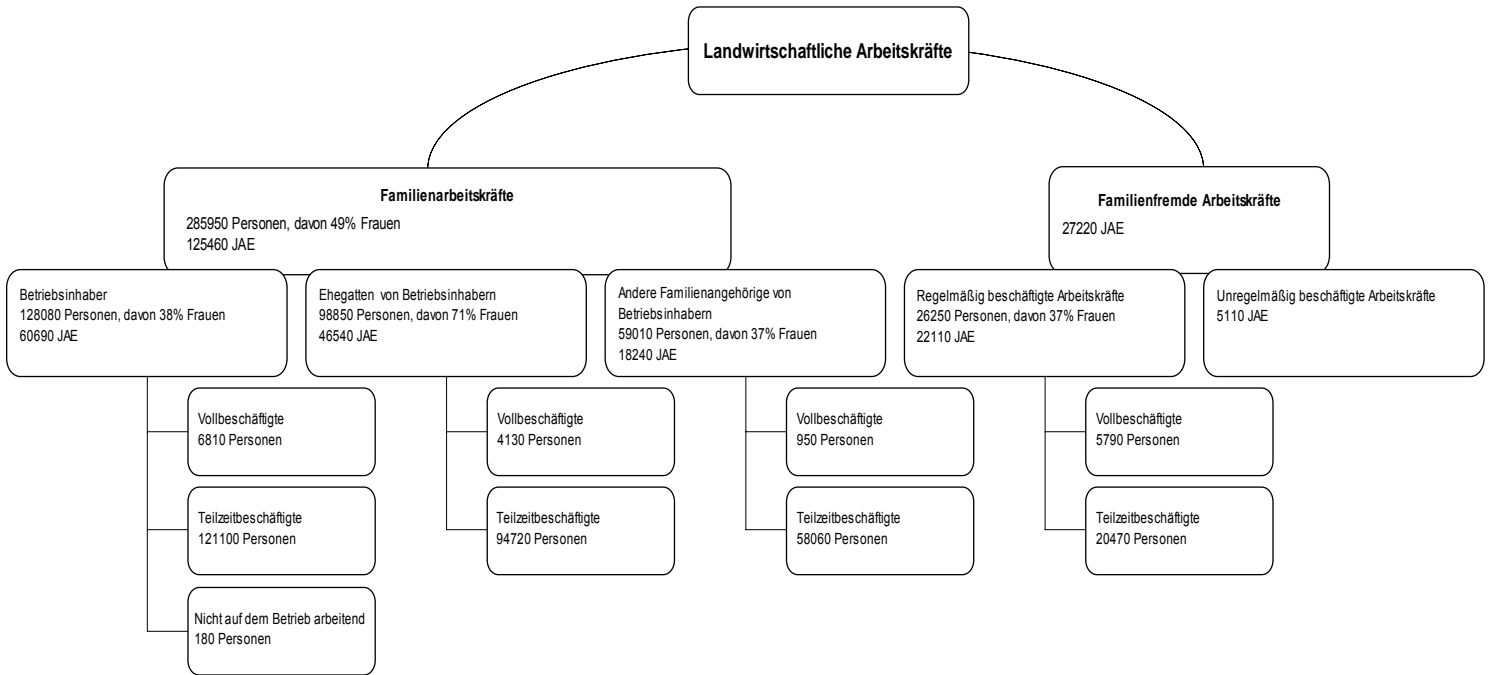 Landwirtschaftliche Arbeitskräfte
Familienarbeitskräfte
285950 Personen, davon 49% Frauen
125460 JAE
Familienfremde Arbeitskräfte
27220 JAE
Betriebsinhaber
128080 Personen, davon 38% Frauen
60690 JAE
Ehegatten von Betriebsinhabern
98850 Personen, davon 71% Frauen
46540 JAE
Andere Familienangehörige von
Betriebsinhabern
59010 Personen, davon 37% Frauen
18240 JAE
Regelmäßig beschäftigte Arbeitskräfte
26250 Personen, davon 37% Frauen
22110 JAE
Unregelmäßig beschäftigte Arbeitskräfte
5110 JAE
Vollbeschäftigte
6810 Personen
Vollbeschäftigte
4130 Personen
Vollbeschäftigte
950 Personen
Vollbeschäftigte
5790 Personen
Teilzeitbeschäftigte
121100 Personen
Teilzeitbeschäftigte
94720 Personen
Teilzeitbeschäftigte
58060 Personen
Teilzeitbeschäftigte
20470 Personen
Nicht auf dem Betrieb arbeitend
180 Personen